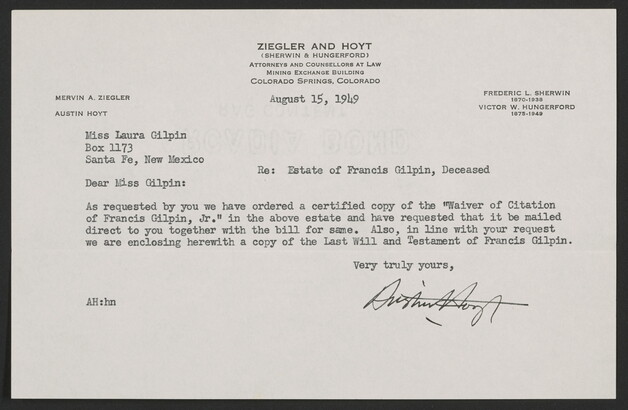 ZIEGLER AND HOYT
(SHERWIN & HUNGERFORD)
ATTORNEYS AND COUNSELLORS AT LAW
MINING EXCHANGE BUILDING
COLORADO SPRINGS, COLORADO
MERVIN A. ZIEGLER
AUSTIN HOYT
August 15, 1949
FREDERIC L. SHERWIN
1870-1938
VICTOR W. HUNGERFORD
1875-1949
Miss Laura Gilpin
Box 1173
Santa Fe, New Mexico
Re: Estate of Francis Gilpin, Deceased
Dear Miss Gilpin:
As requested by you we have ordered a certified copy of the "Waiver of Citation
of Francis Gilpin, Jr." in the above estate and have requested that it be mailed
direct to you together with the bill for same. Also, in line with your request
we are enclosing herewith a copy of the Last Will and Testament of Francis Gilpin.
Very truly yours,
Austin Hoyt
AH:hn